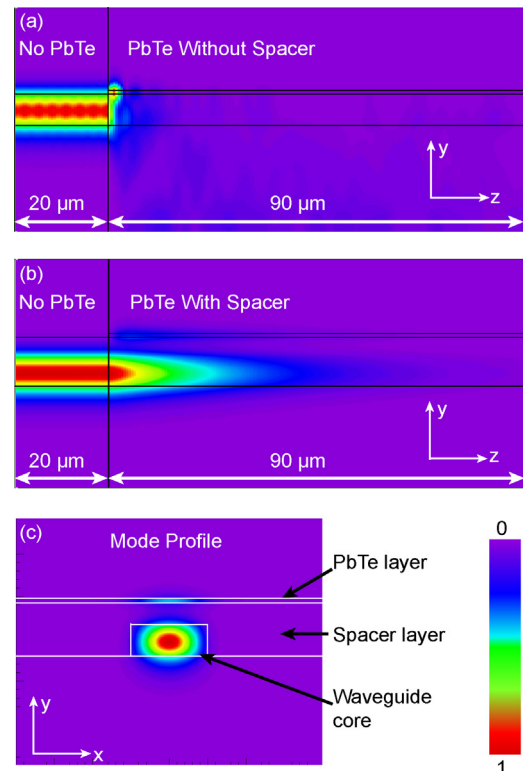 (a)
No PbTe PbTe Without Spacer
y
z
20 μm 90 μm
(b)
No PbTe PbTe With Spacer
y
z
20 μm 90 μm
(c)
Mode Profile
0
PbTe layer
Spacer layer
Waveguide
core
y
x
1